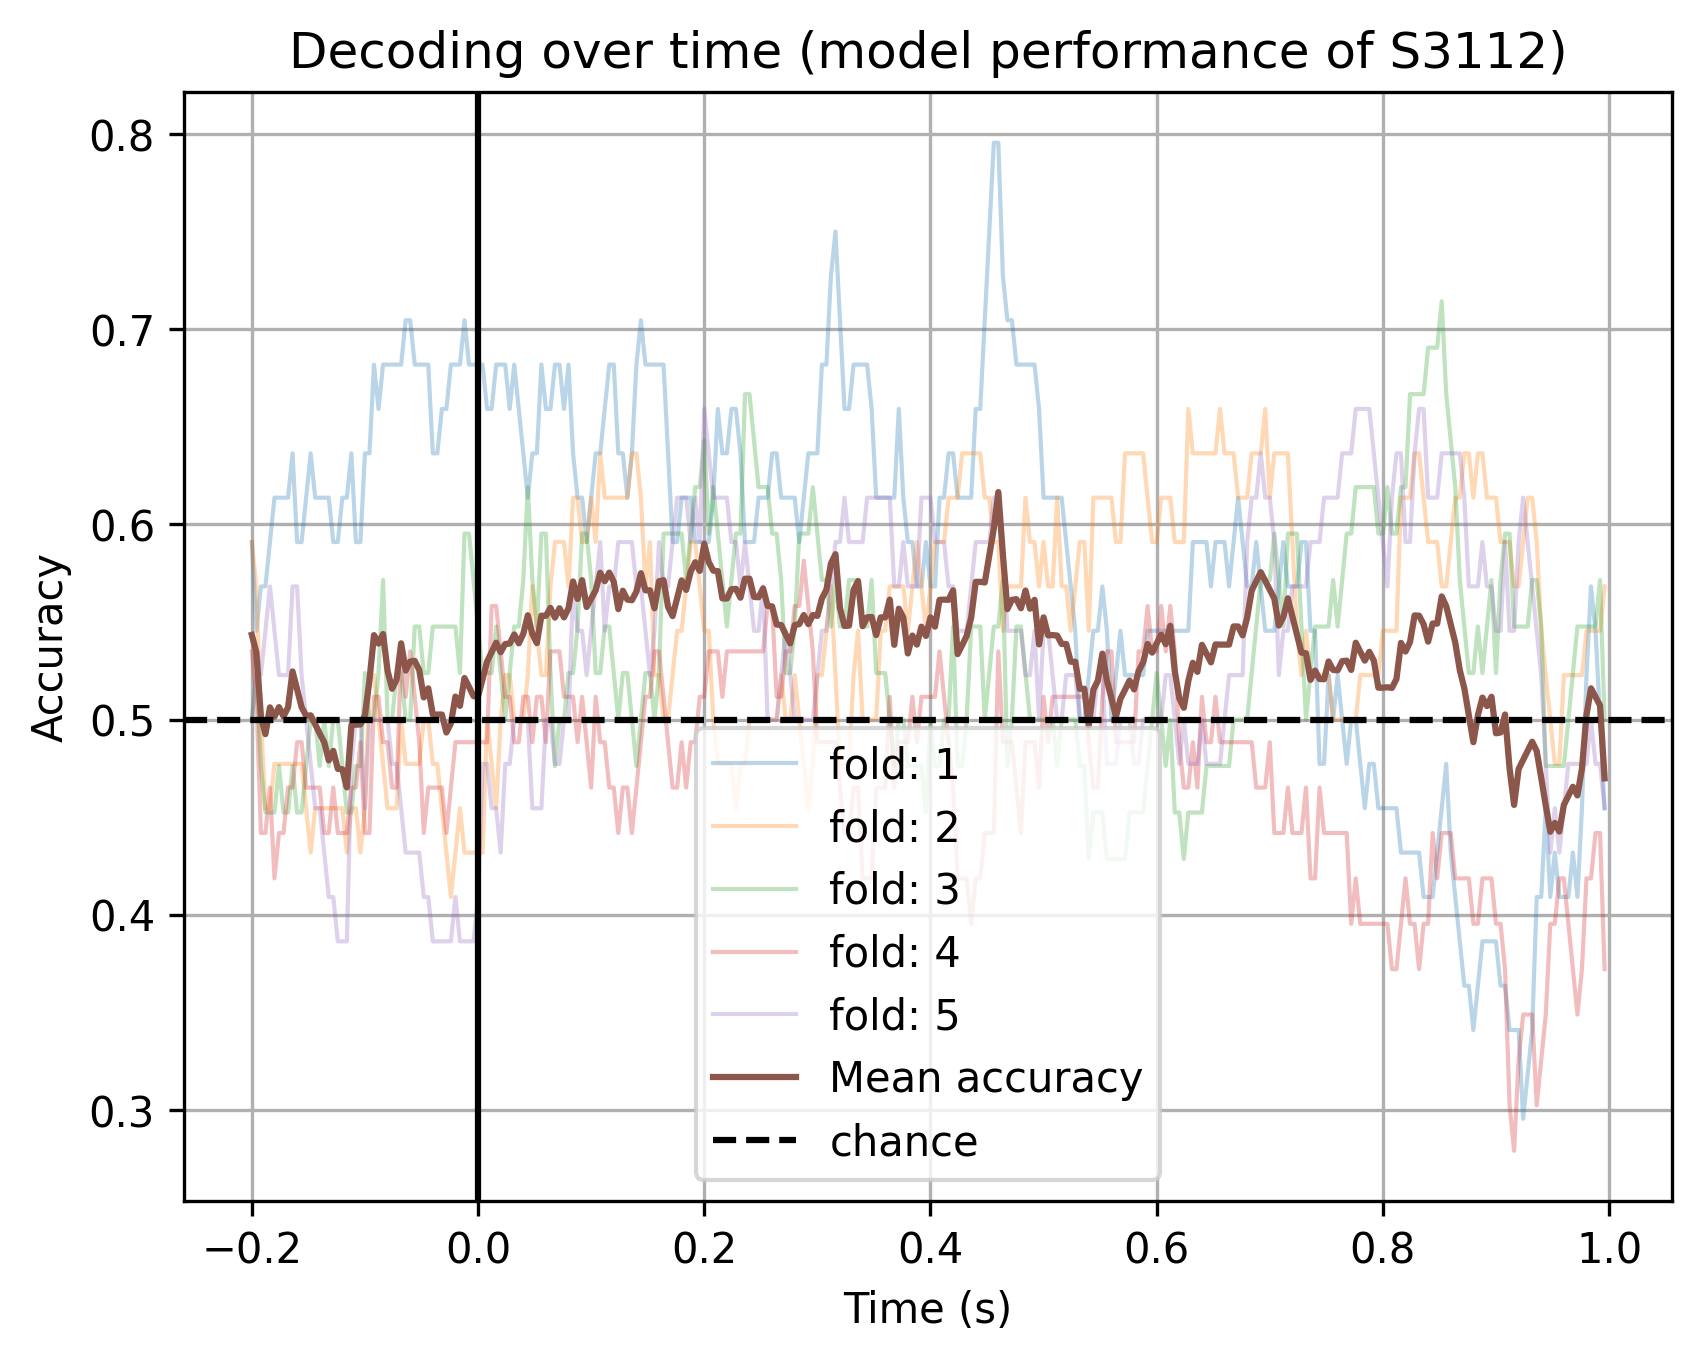 Decoding over time (model performance of S3112)
Accuracy
0.8
0.7
0.6
0.5
0.4
0.3
fold: 1
fold: 2
fold: 3
fold: 4
fold: 5
Mean accuracy
chance
−0.2 0.0 0.2 0.4 0.6 0.8 1.0
Time (s)